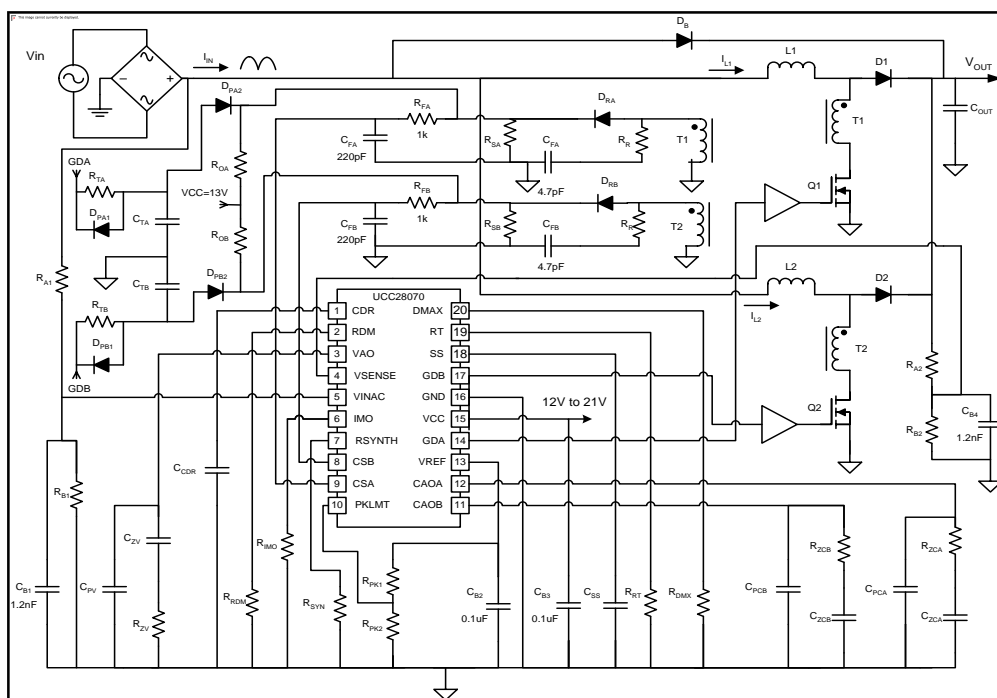 This image cannot currently be displayed.
Vin
I_IN
D_B
L1
I_L1
D1
V_OUT
C_OUT
D_PA2
R_FA
1k
C_FA
220pF
D_RA
R_SA
C_FA
4.7pF
R_R
T1
T1
Q1
GDA
R_TA
D_PA1
C_TA
R_OA
VCC=13V
R_OB
R_FB
1k
C_FB
220pF
D_RB
R_SB
C_FB
4.7pF
R_R
T2
R_A1
C_TB
D_PB2
R_TB
D_PB1
GDB
L2
I_L2
D2
T2
Q2
R_A2
R_B2
C_B4
1.2nF
UCC28070
1 CDR DMAX 20
2 RDM RT 19
3 VAO SS 18
4 VSENSE GDB 17
5 VINAC GND 16
6 IMO VCC 15
7 RSYNTH GDA 14
8 CSB VREF 13
9 CSA CAOA 12
10 PKLMT CAOB 11
12V to 21V
C_CDR
R_B1
C_B1
1.2nF
C_PV
C_ZV
R_ZV
R_RDM
R_IMO
R_SYN
R_PK1
R_PK2
C_B2
0.1uF
C_B3
0.1uF
C_SS
R_RT
R_DMX
C_PCB
R_ZCB
C_ZCB
C_PCA
R_ZCA
C_ZCA